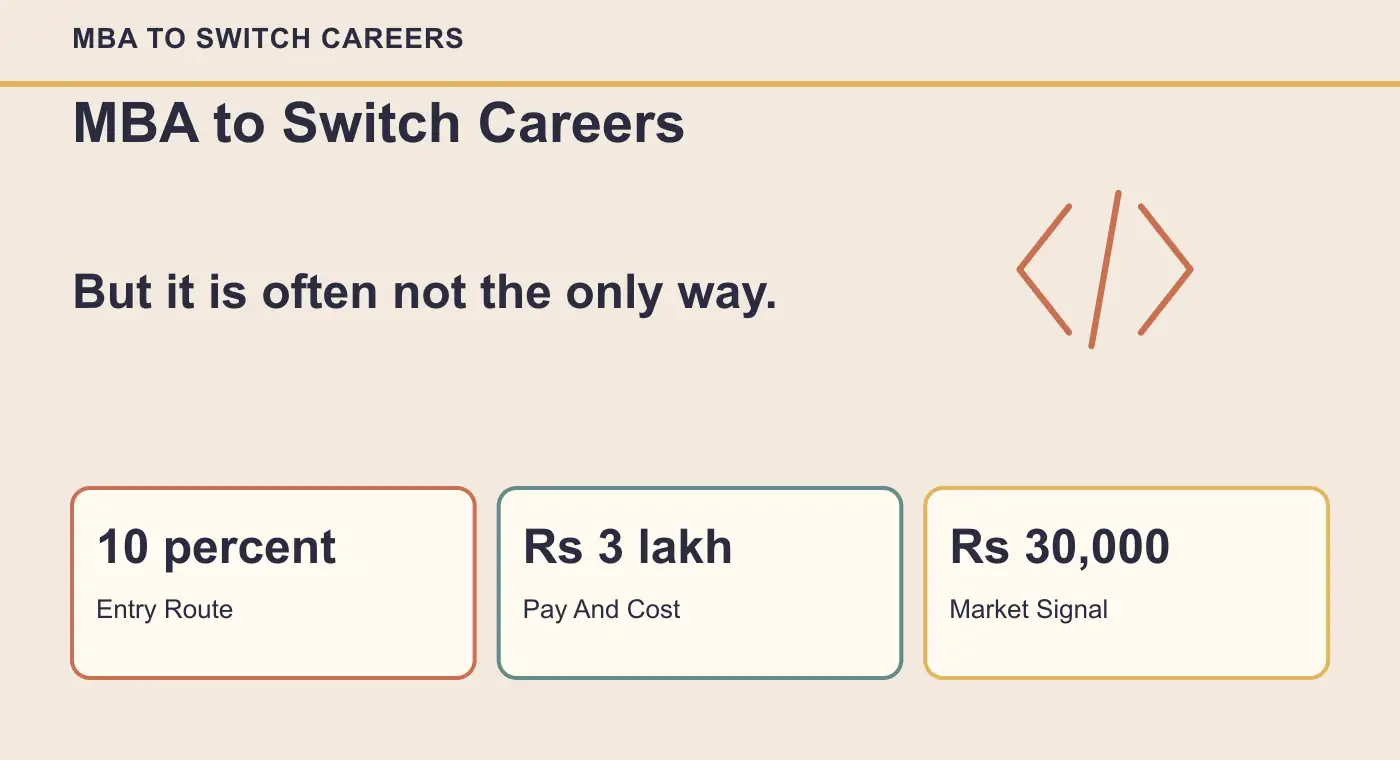 MBA TO SWITCH CAREERS
MBA to Switch Careers
But it is often not the only way.
10 percent
Entry Route
Rs 3 lakh
Pay And Cost
Rs 30,000
Market Signal